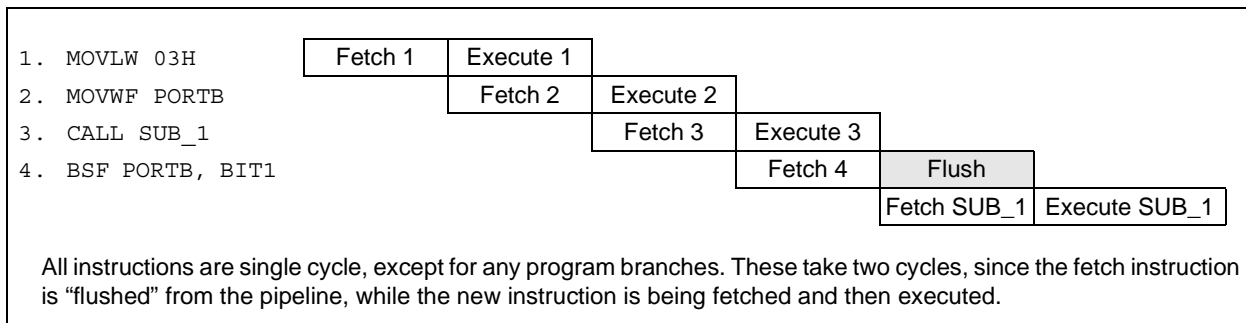 1. MOVLW 03H Fetch 1 Execute 1
2. MOVWF PORTB Fetch 2 Execute 2
3. CALL SUB_1 Fetch 3 Execute 3
4. BSF PORTB, BIT1 Fetch 4 Flush
Fetch SUB_1 Execute SUB_1
All instructions are single cycle, except for any program branches. These take two cycles, since the fetch instruction
is “flushed” from the pipeline, while the new instruction is being fetched and then executed.